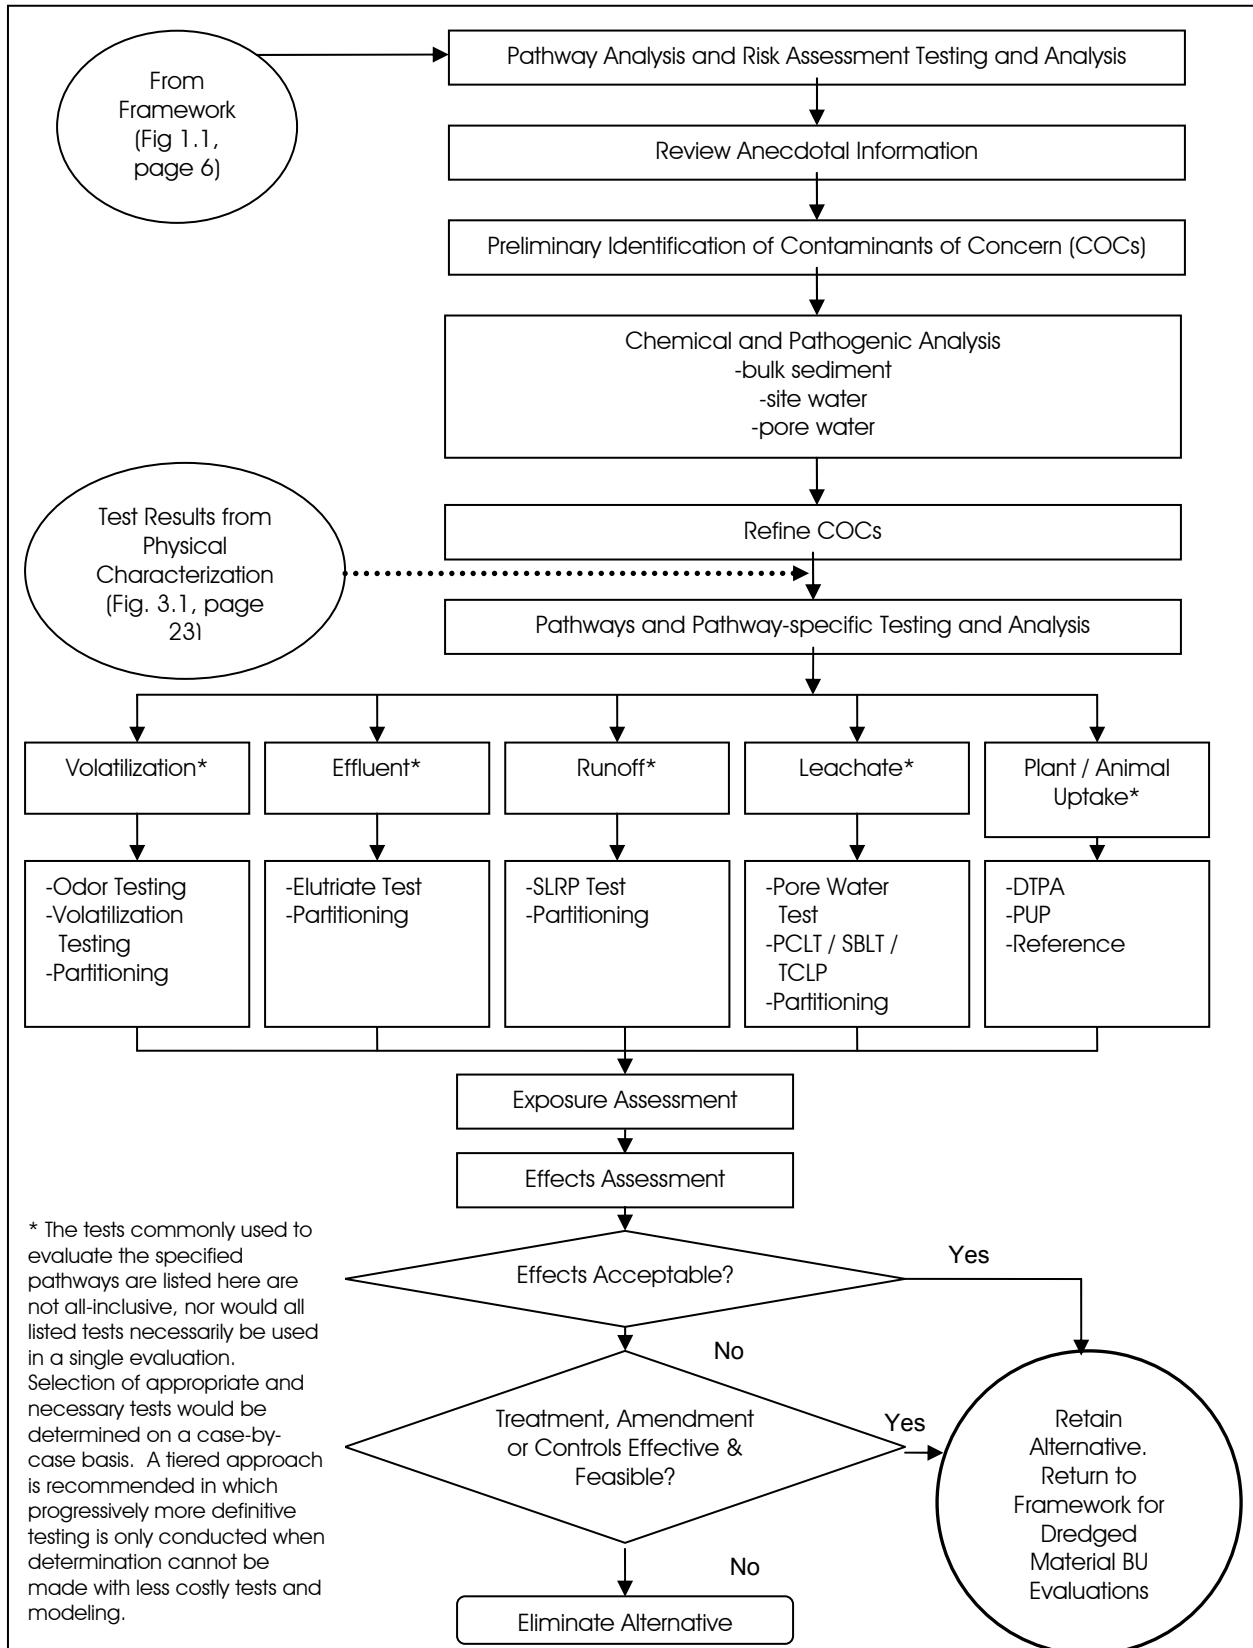 From
Framework
(Fig 1.1,
page 6)
Pathway Analysis and Risk Assessment Testing and Analysis
Review Anecdotal Information
Preliminary Identification of Contaminants of Concern (COCs)
Chemical and Pathogenic Analysis
-bulk sediment
-site water
-pore water
Refine COCs
Test Results from
Physical
Characterization
(Fig. 3.1, page
23)
Pathways and Pathway-specific Testing and Analysis
Volatilization*
Effluent*
Runoff*
Leachate*
Plant / Animal
Uptake*
-Odor Testing
-Volatilization
Testing
-Partitioning
-Elutriate Test
-Partitioning
-SLRP Test
-Partitioning
-Pore Water
Test
-PCLT / SBLT /
TCLP
-Partitioning
-DTPA
-PUP
-Reference
Exposure Assessment
Effects Assessment
Effects Acceptable?
Yes
No
Treatment, Amendment
or Controls Effective &
Feasible?
Yes
No
Eliminate Alternative
Retain
Alternative.
Return to
Framework for
Dredged
Material BU
Evaluations
* The tests commonly used to
evaluate the specified
pathways are listed here are
not all-inclusive, nor would all
listed tests necessarily be used
in a single evaluation.
Selection of appropriate and
necessary tests would be
determined on a case-by-
case basis.  A tiered approach
is recommended in which
progressively more definitive
testing is only conducted when
determination cannot be
made with less costly tests and
modeling.